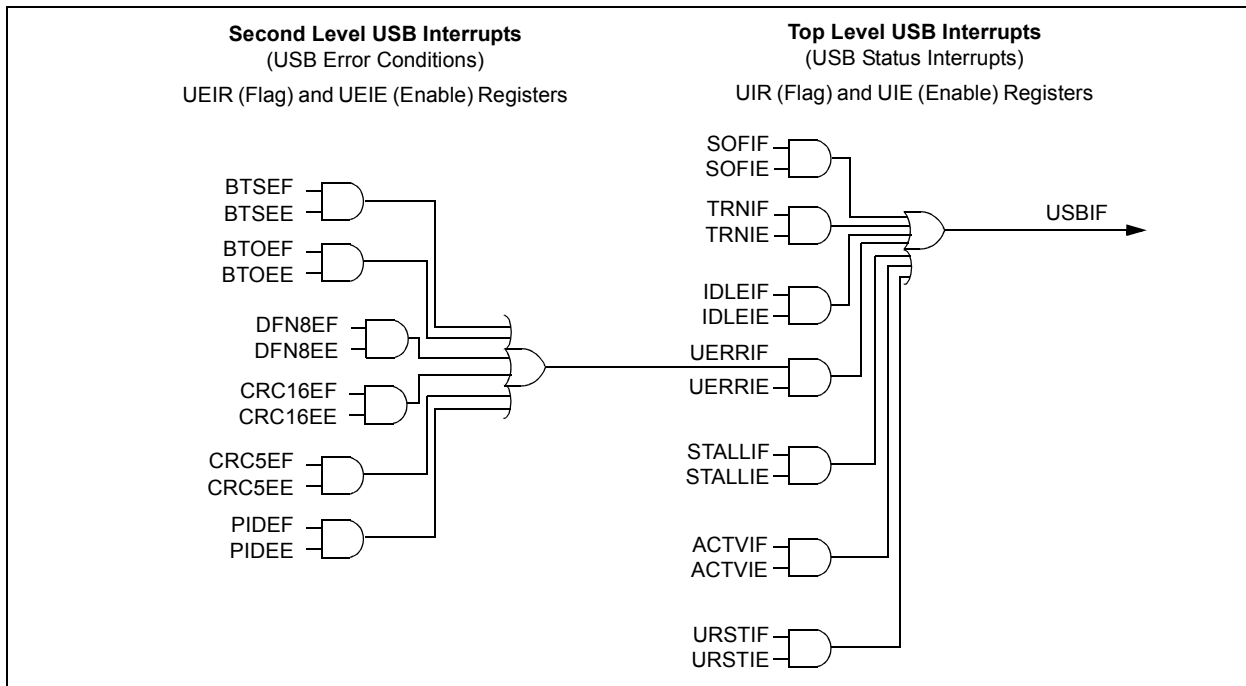 Second Level USB Interrupts
(USB Error Conditions)
UEIR (Flag) and UEIE (Enable) Registers
BTSEF
BTSEE
BTOEF
BTOEE
DFN8EF
DFN8EE
CRC16EF
CRC16EE
CRC5EF
CRC5EE
PIDEF
PIDEE
Top Level USB Interrupts
(USB Status Interrupts)
UIR (Flag) and UIE (Enable) Registers
SOFIF
SOFIE
TRNIF
TRNIE
IDLEIF
IDLEIE
UERRIF
UERRIE
STALLIF
STALLIE
ACTVIF
ACTVIE
URSTIF
URSTIE
USBIF